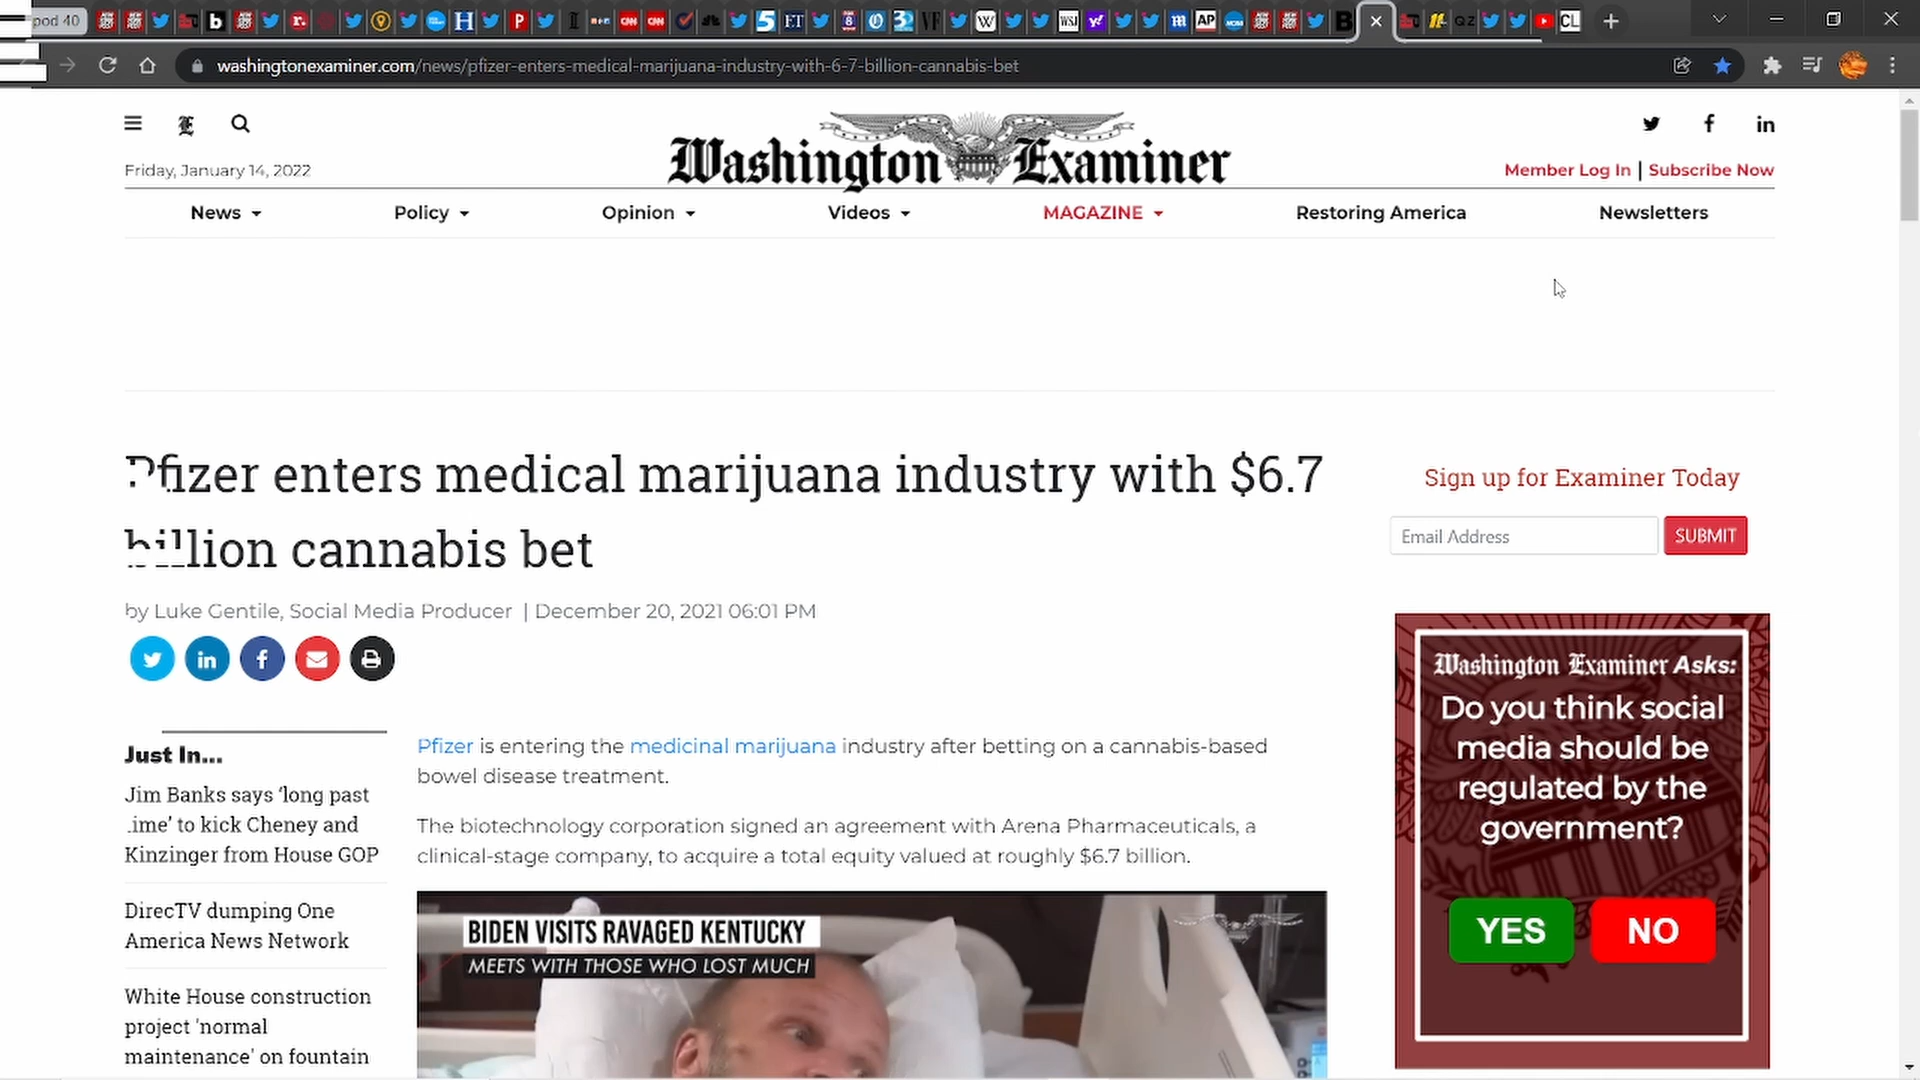 pod 40
washingtonexaminer.com/news/pfizer-enters-medical-marijuana-industry-with-6-7-billion-cannabis-bet
Washington Examiner
Friday, January 14, 2022
Member Log In | Subscribe Now
News
Policy
Opinion
Videos
MAGAZINE
Restoring America
Newsletters
Pfizer enters medical marijuana industry with $6.7
billion cannabis bet
by Luke Gentile, Social Media Producer | December 20, 2021 06:01 PM
Just In...
Jim Banks says ‘long past
time’ to kick Cheney and
Kinzinger from House GOP
DirecTV dumping One
America News Network
White House construction
project 'normal
maintenance' on fountain
Pfizer is entering the medicinal marijuana industry after betting on a cannabis-based
bowel disease treatment.
The biotechnology corporation signed an agreement with Arena Pharmaceuticals, a
clinical-stage company, to acquire a total equity valued at roughly $6.7 billion.
BIDEN VISITS RAVAGED KENTUCKY
MEETS WITH THOSE WHO LOST MUCH
Sign up for Examiner Today
Email Address
SUBMIT
Washington Examiner Asks:
Do you think social
media should be
regulated by the
government?
YES
NO